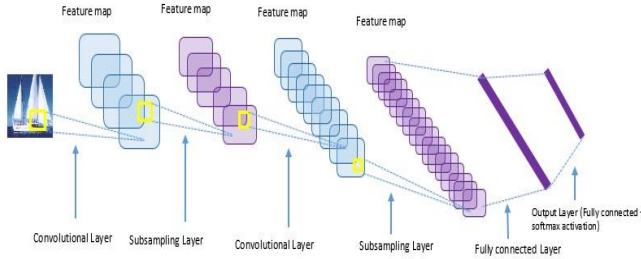 Feature map
Feature map
Feature map
Feature map
Convolutional Layer
Subsampling Layer
Convolutional Layer
Subsampling Layer
Fully connected Layer
Output Layer (Fully connected
softmax activation)